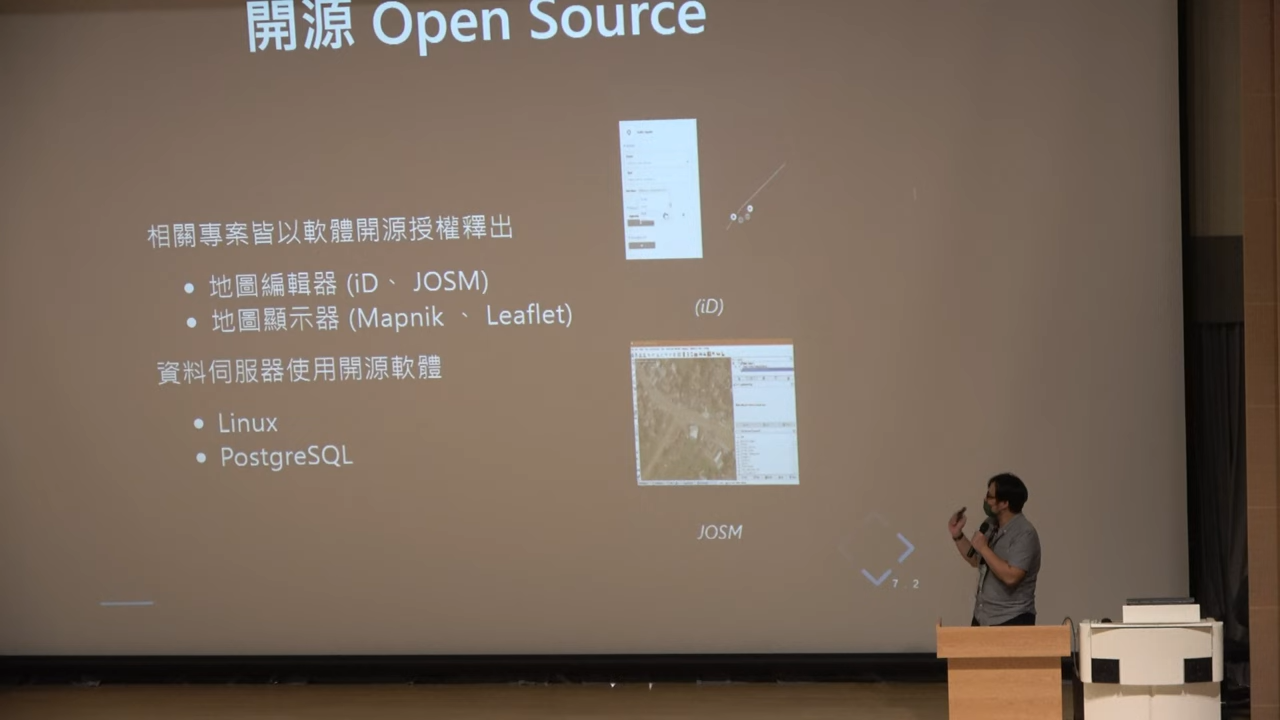 開源 Open Source
相關專案皆以軟體開源授權釋出
• 地圖編輯器 (iD、 JOSM)
• 地圖顯示器 (Mapnik 、 Leaflet)
資料伺服器使用開源軟體
• Linux
• PostgreSQL
(iD)
JOSM
7.2